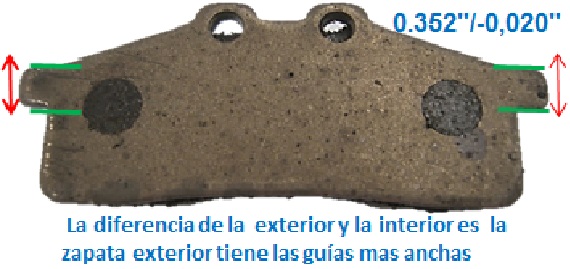 0.352"/-0,020"
La diferencia de la exterior y la interior es la
zapata exterior tiene las guías mas anchas